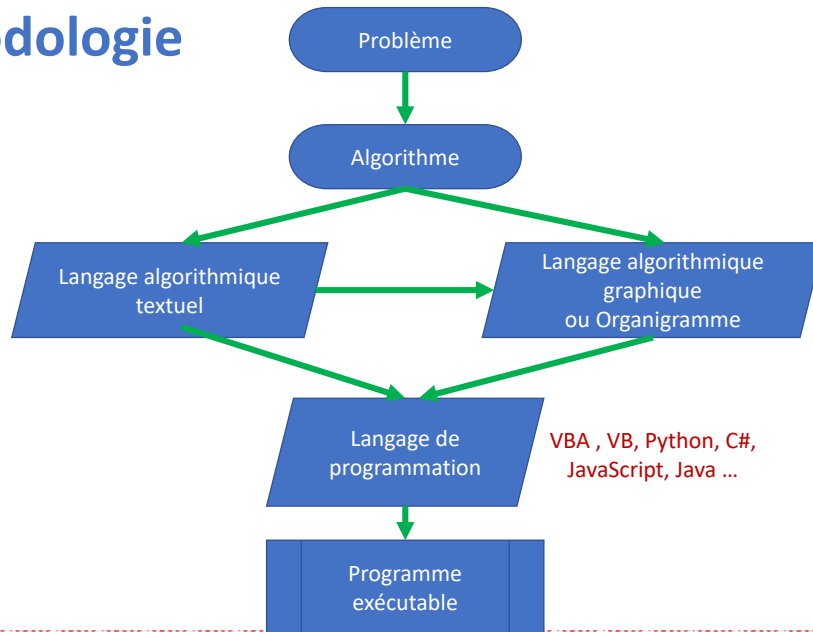 odologie
Problème
Algorithme
Langage algorithmique
textuel
Langage algorithmique
graphique
ou Organigramme
Langage de
programmation
VBA , VB, Python, C#,
JavaScript, Java ...
Programme
exécutable